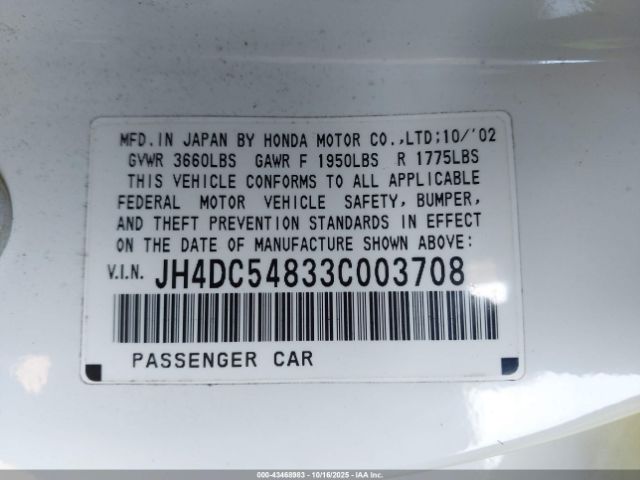 MFD.IN JAPAN BY HONDA MOTOR CO.,LTD;10/'02
GVWR 3660LBS GAWR F 1950LBS R 1775LBS
THIS VEHICLE CONFORMS TO ALL APPLICABLE
FEDERAL MOTOR VEHICLE SAFETY, BUMPER,
AND THEFT PREVENTION STANDARDS IN EFFECT
ON THE DATE OF MANUFACTURE SHOWN ABOVE:
V.I.N. JH4DC54833C003708
PASSENGER CAR
000-43468983 - 10/16/2025 - IAA Inc.